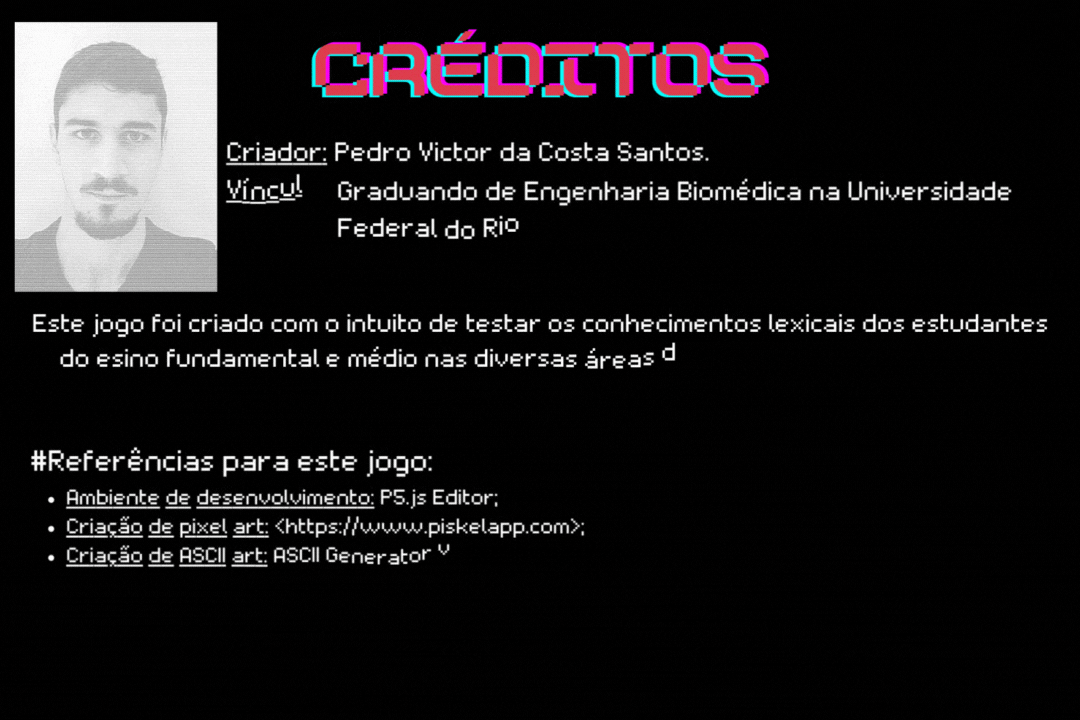 CRÉDITOS
Criador: Pedro Victor da Costa Santos.
Víncul Graduando de Engenharia Biomédica na Universidade
Federal do Rio
Este jogo foi criado com o intuito de testar os conhecimentos lexicais dos estudantes
do esino fundamental e médio nas diversas áreas d
#Referências para este jogo:
• Ambiente de desenvolvimento: P5.js Editor;
• Criação de pixel art: <https://www.piskelapp.com>;
• Criação de ASCII art: ASCII Generator v